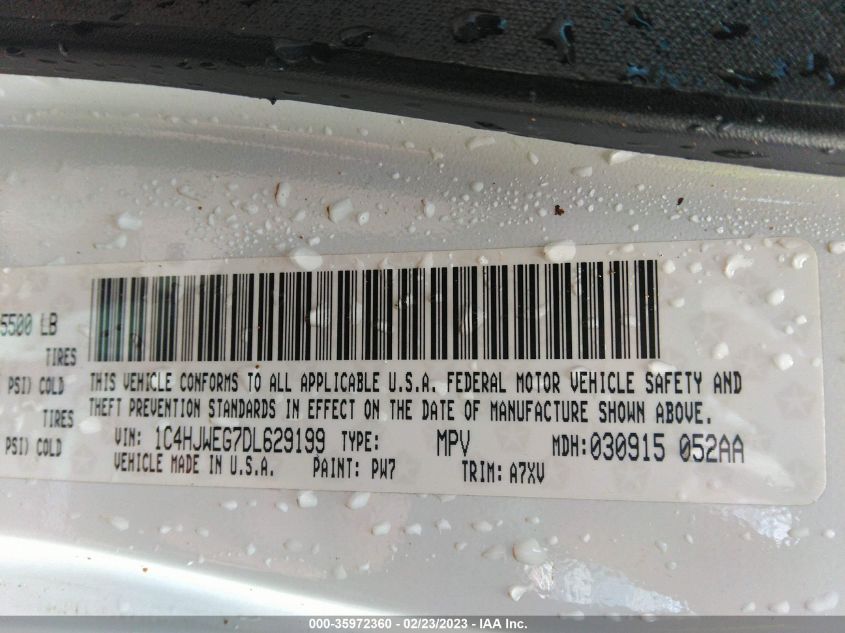 5500 LB
TIRES
PSI) COLD
TIRES
PSI) COLD
THIS VEHICLE CONFORMS TO ALL APPLICABLE U.S.A. FEDERAL MOTOR VEHICLE SAFETY AND
THEFT PREVENTION STANDARDS IN EFFECT ON THE DATE OF MANUFACTURE SHOWN ABOVE.
VIN: 1C4HJWEG7DL629199 TYPE: MPV MDH:030915 052AA
VEHICLE MADE IN U.S.A. PAINT: PW7 TRIM: A7XV
000-35972360 - 02/23/2023 - IAA Inc.